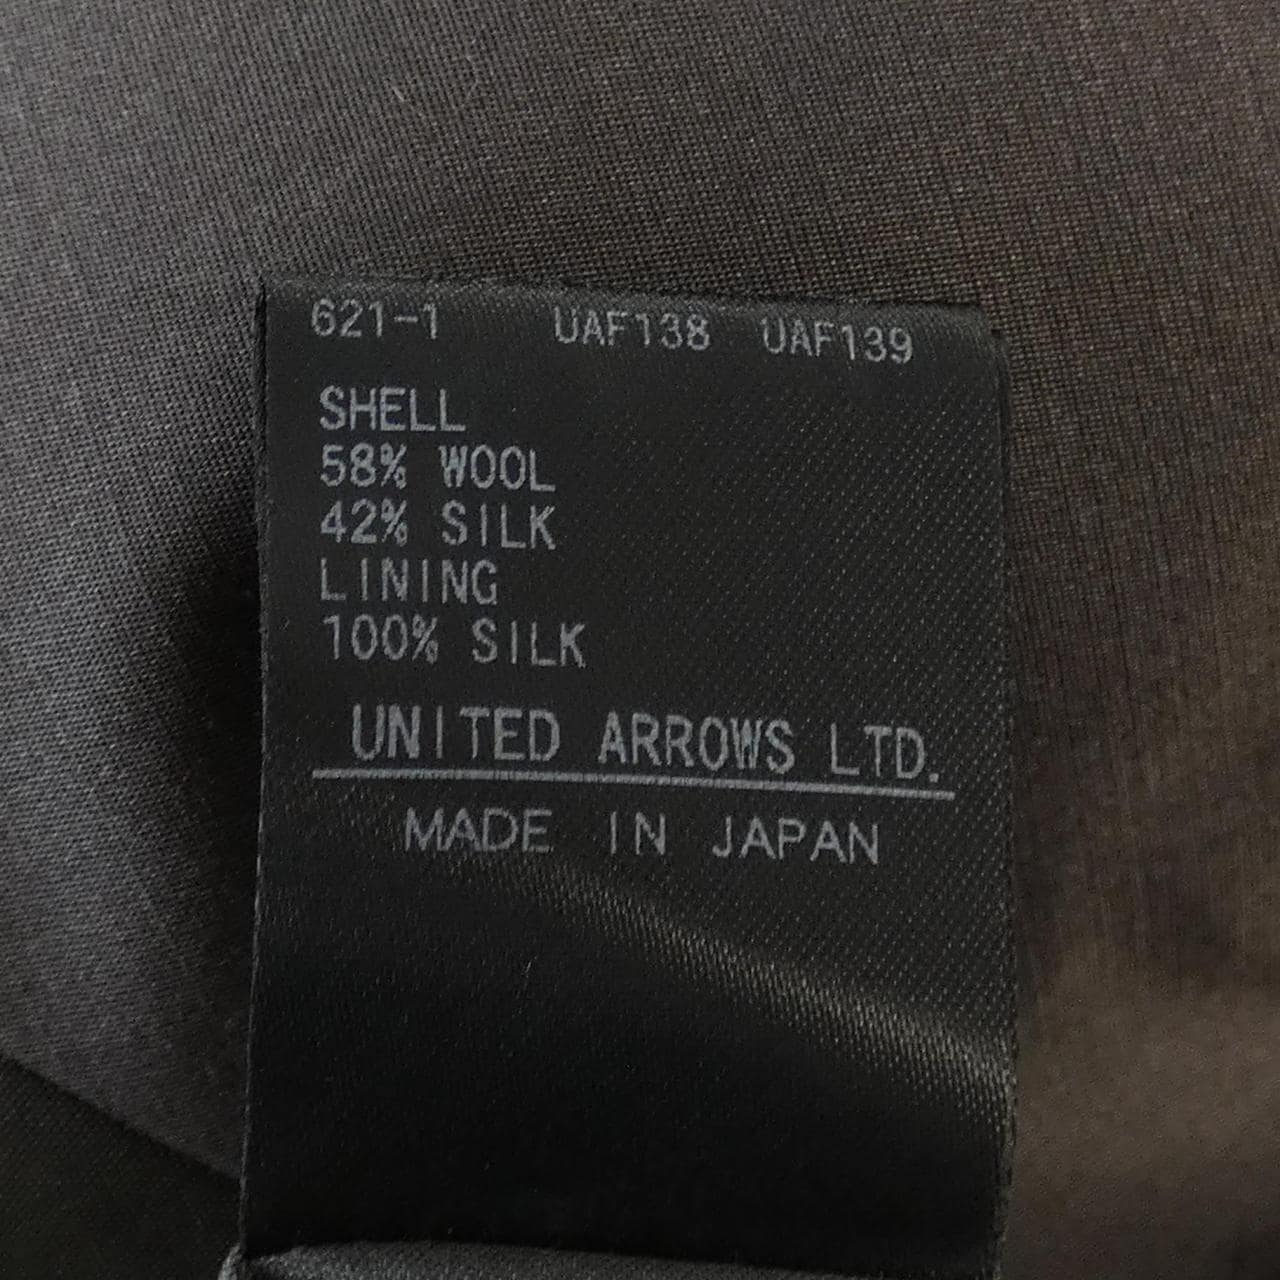 621-1 UAF138 UAF139
SHELL
58% WOOL
42% SILK
LINING
100% SILK
UNITED ARROWS LTD.
MADE IN JAPAN